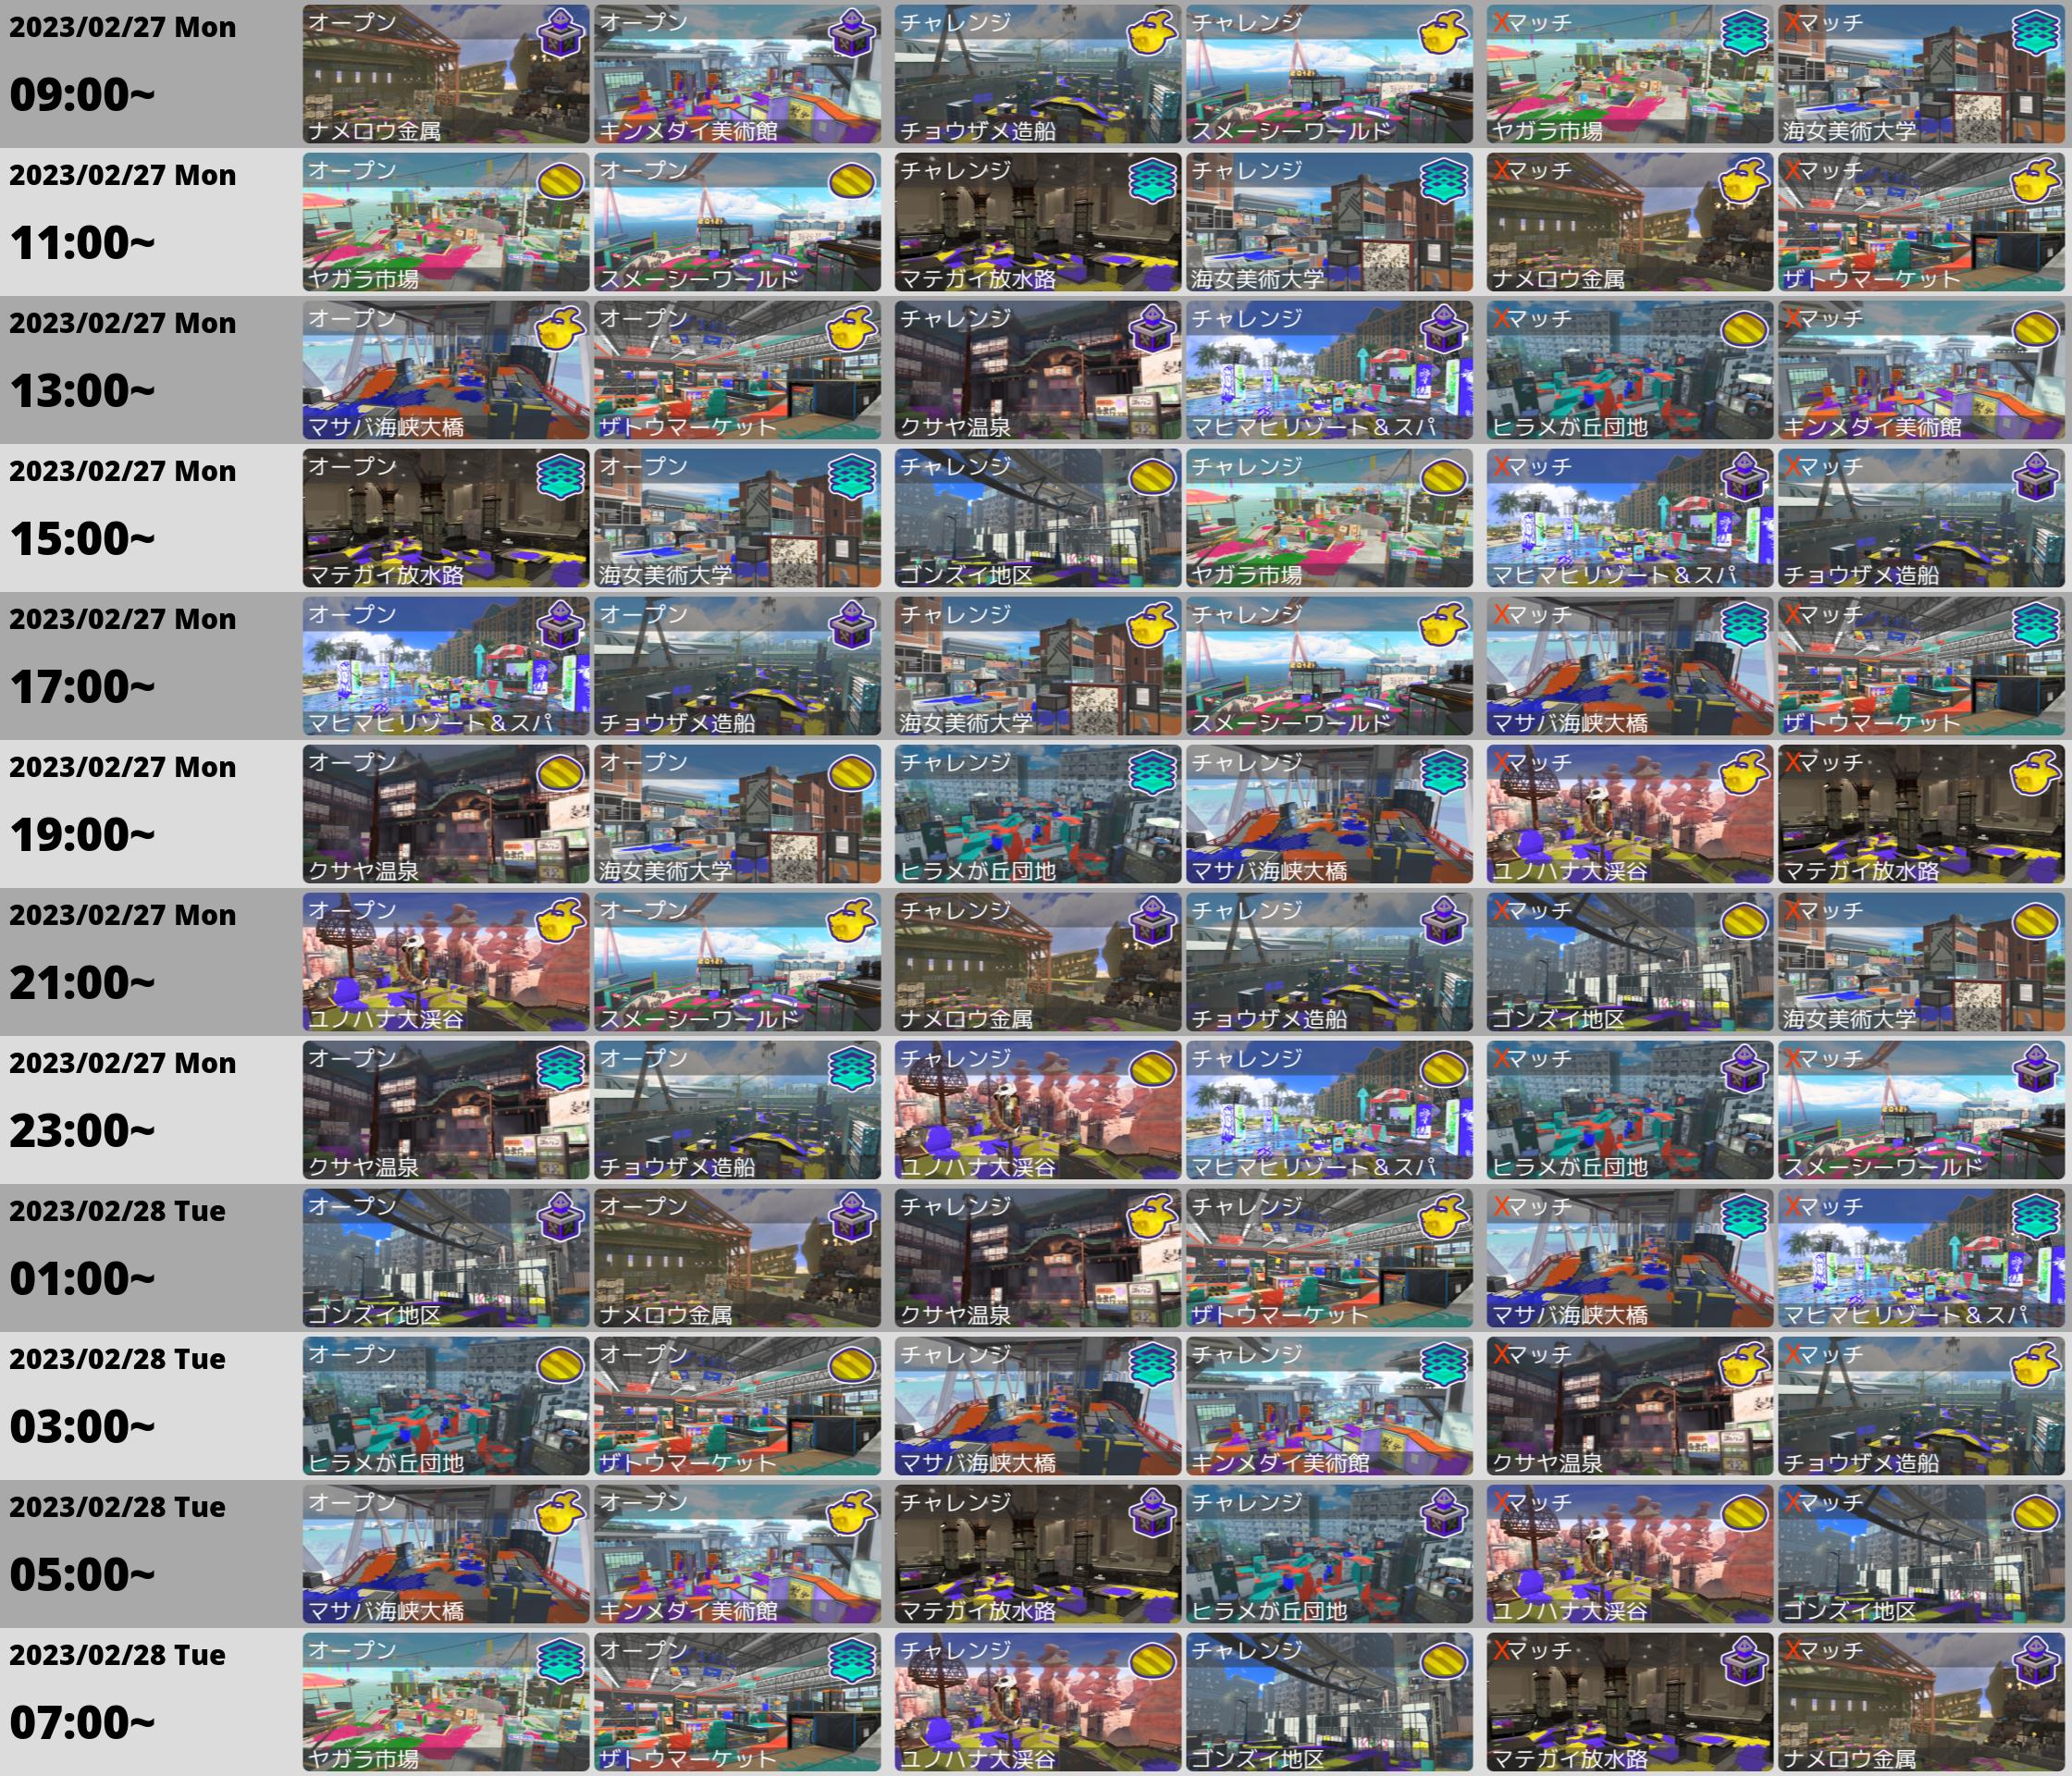 2023/02/27 Mon
09:00~
オープン
オープン
チャレンジ
チャレンジ
Xマッチ
Xマッチ
ナメロウ金属
キンメダイ美術館
チョウザメ造船
スメーシーワールド
ヤガラ市場
海女美術大学
2023/02/27 Mon
11:00~
オープン
オープン
チャレンジ
チャレンジ
Xマッチ
Xマッチ
ヤガラ市場
スメーシーワールド
マテガイ放水路
海女美術大学
ナメロウ金属
ザトウマーケット
2023/02/27 Mon
13:00~
オープン
オープン
チャレンジ
チャレンジ
Xマッチ
Xマッチ
マサバ海峡大橋
ザトウマーケット
クサヤ温泉
マヒマヒリゾート&スパ
ヒラメが丘団地
キンメダイ美術館
2023/02/27 Mon
15:00~
オープン
オープン
チャレンジ
チャレンジ
Xマッチ
Xマッチ
マテガイ放水路
海女美術大学
ゴンズイ地区
ヤガラ市場
マヒマヒリゾート&スパ
チョウザメ造船
2023/02/27 Mon
17:00~
オープン
オープン
チャレンジ
チャレンジ
Xマッチ
Xマッチ
マヒマヒリゾート&スパ
チョウザメ造船
海女美術大学
スメーシーワールド
マサバ海峡大橋
ザトウマーケット
2023/02/27 Mon
19:00~
オープン
オープン
チャレンジ
チャレンジ
Xマッチ
Xマッチ
クサヤ温泉
海女美術大学
ヒラメが丘団地
マサバ海峡大橋
ユノハナ大渓谷
マテガイ放水路
2023/02/27 Mon
21:00~
オープン
オープン
チャレンジ
チャレンジ
Xマッチ
Xマッチ
ユノハナ大渓谷
スメーシーワールド
ナメロウ金属
チョウザメ造船
ゴンズイ地区
海女美術大学
2023/02/27 Mon
23:00~
オープン
オープン
チャレンジ
チャレンジ
Xマッチ
Xマッチ
クサヤ温泉
チョウザメ造船
ユノハナ大渓谷
マヒマヒリゾート&スパ
ヒラメが丘団地
スメーシーワールド
2023/02/28 Tue
01:00~
オープン
オープン
チャレンジ
チャレンジ
Xマッチ
Xマッチ
ゴンズイ地区
ナメロウ金属
クサヤ温泉
ザトウマーケット
マサバ海峡大橋
マヒマヒリゾート&スパ
2023/02/28 Tue
03:00~
オープン
オープン
チャレンジ
チャレンジ
Xマッチ
Xマッチ
ヒラメが丘団地
ザトウマーケット
マサバ海峡大橋
キンメダイ美術館
クサヤ温泉
チョウザメ造船
2023/02/28 Tue
05:00~
オープン
オープン
チャレンジ
チャレンジ
Xマッチ
Xマッチ
マサバ海峡大橋
キンメダイ美術館
マテガイ放水路
ヒラメが丘団地
ユノハナ大渓谷
ゴンズイ地区
2023/02/28 Tue
07:00~
オープン
オープン
チャレンジ
チャレンジ
Xマッチ
Xマッチ
ヤガラ市場
ザトウマーケット
ユノハナ大渓谷
ゴンズイ地区
マテガイ放水路
ナメロウ金属